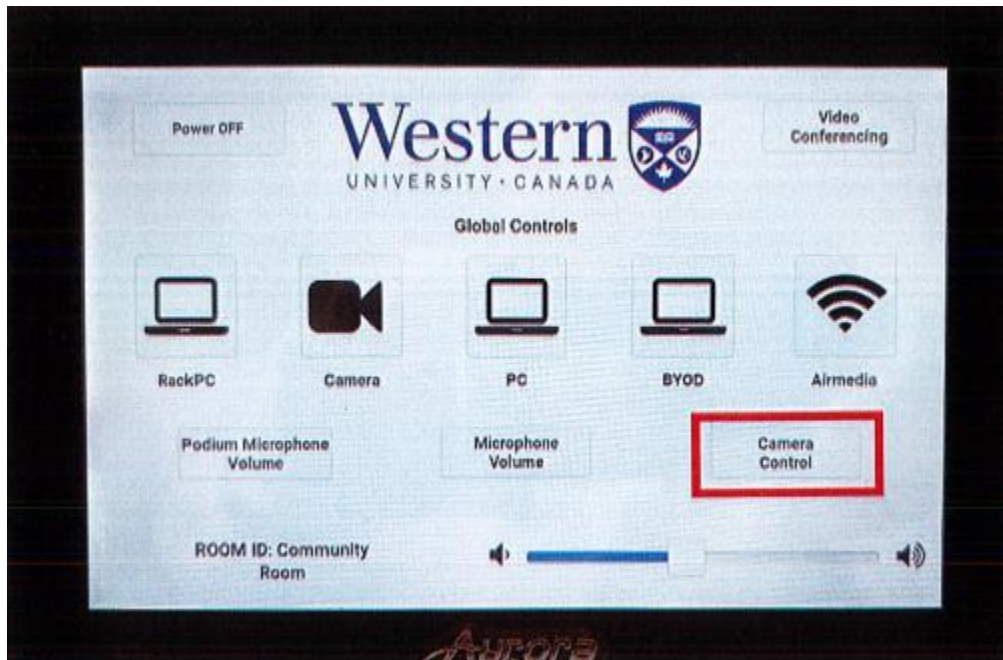 Power OFF
Western
UNIVERSITY · CANADA
Video
Conferencing
Global Controls
RackPC
Camera
PC
BYOD
Airmedia
Podium Microphone
Volume
Microphone
Volume
Camera
Control
ROOM ID: Community
Room
Aurora